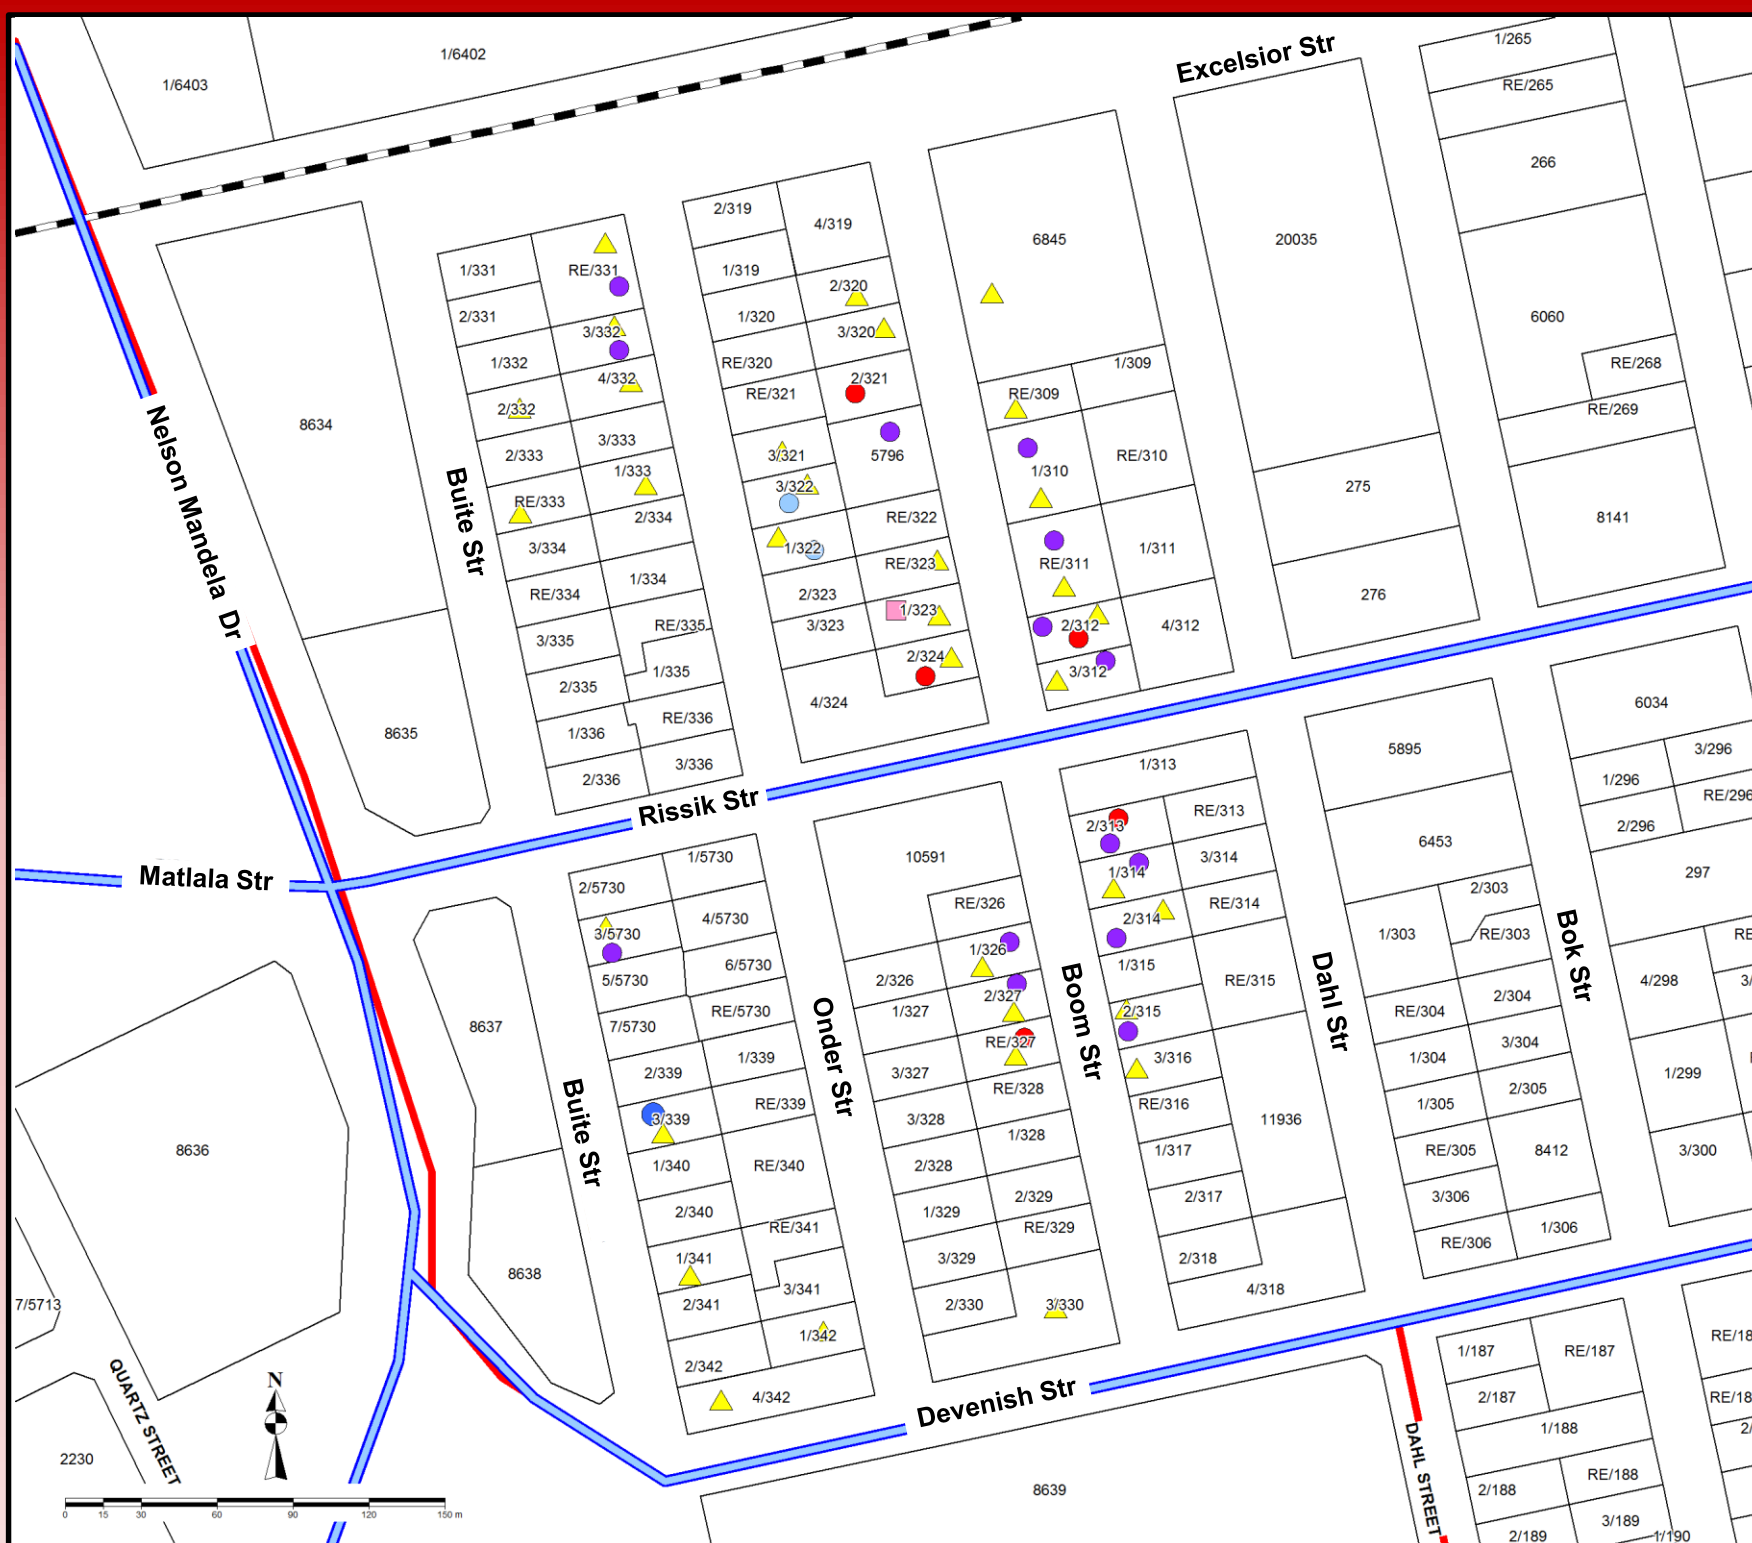 1/6402
1/6403
Excelsior Str
1/265
RE/265
266
2/319
4/319
6845
20035
1/331
RE/331
1/319
2/320
2/331
3/332
1/320
3/320
6060
1/332
4/332
RE/320
2/321
1/309
RE/268
2/332
RE/321
RE/309
RE/269
8634
Nelson Mandela Dr
2/333
3/333
3/321
5796
1/310
RE/310
275
Buite Str
1/333
3/322
RE/333
2/334
RE/322
8141
3/334
1/322
RE/323
RE/311
1/311
RE/334
1/334
2/323
1/323
276
3/335
RE/335
3/323
2/312
4/312
2/335
1/335
2/324
3/312
8635
1/336
RE/336
4/324
6034
2/336
3/336
1/313
5895
1/296
3/296
Rissik Str
RE/296
2/313
RE/313
2/296
Matlala Str
1/5730
10591
1/314
3/314
6453
297
2/5730
RE/326
2/314
RE/314
2/303
3/5730
4/5730
1/326
1/303
RE/303
Bok Str
5/5730
6/5730
2/326
2/327
1/315
RE/315
4/298
8637
7/5730
RE/5730
Onder Str
1/327
2/315
Dahl Str
RE/304
2/304
RE/327
Boom Str
2/339
1/339
3/327
3/316
1/304
3/304
1/299
3/339
RE/339
3/328
RE/328
RE/316
11936
1/305
2/305
8636
Buite Str
1/340
RE/340
2/328
1/328
1/317
RE/305
8412
3/300
2/340
RE/341
1/329
2/329
2/317
3/306
1/306
1/341
3/329
RE/329
2/318
RE/306
8638
2/341
3/341
2/330
3/330
4/318
7/5713
1/342
2/342
4/342
Devenish Str
1/187
RE/187
RE/18
QUARTZ STREET
N
2/187
RE/18
1/188
2/
2230
DAHL STREET
2/188
RE/188
8639
2/189
3/189
1/190
0 15 30 60 90 120 150 m